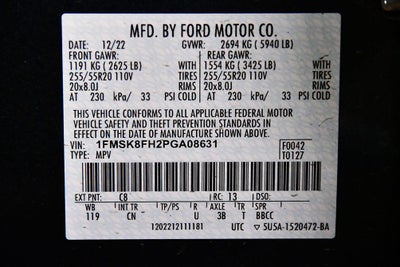 MFD. BY FORD MOTOR CO.
DATE: 12/22 GVWR: 2694 KG ( 5940 LB)
FRONT GAWR: REAR GAWR:
1191 KG ( 2625 LB) WITH 1554 KG ( 3425 LB) WITH
255/55R20 110V TIRES 255/55R20 110V TIRES
20x8.0J RIMS 20x8.0J RIMS
AT 230 kPa/ 33 PSI COLD AT 230 kPa/ 33 PSI COLD
THIS VEHICLE CONFORMS TO ALL APPLICABLE FEDERAL MOTOR
VEHICLE SAFETY AND THEFT PREVENTION STANDARDS IN
EFFECT ON THE DATE OF MANUFACTURE SHOWN ABOVE.
VIN: 1FMSK8FH2PGA08631 F0042
TYPE: MPV T0127
EXT PNT: C8 RC: 13 DSO:
WB INT TR TP/PS R AXLE TR SPR
119 CN U 3B T BBCC
1202212111181 UTC 5U5A-1520472-BA